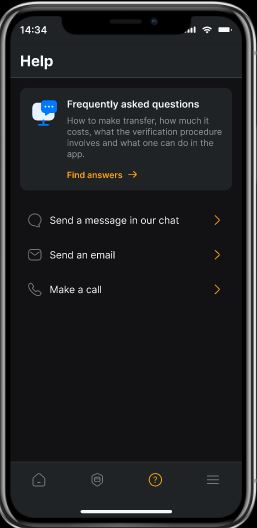 14:34
Help
Frequently asked questions
How to make transfer, how much it
costs, what the verification procedure
involves and what one can do in the
app.
Find answers
Send a message in our chat
Send an email
Make a call